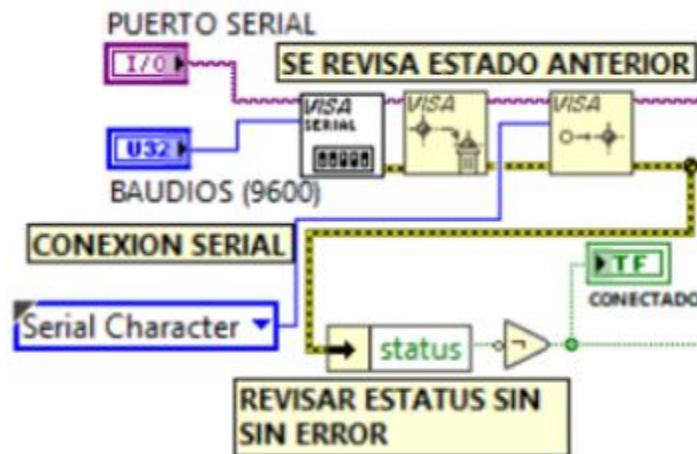 PUERTO SERIAL
I/O
SE REVISA ESTADO ANTERIOR
VISA
SERIAL
VISA
VISA
U32
BAUDIOS (9600)
CONEXION SERIAL
TF
CONECTADO
Serial Character
status
REVISAR ESTATUS SIN
SIN ERROR